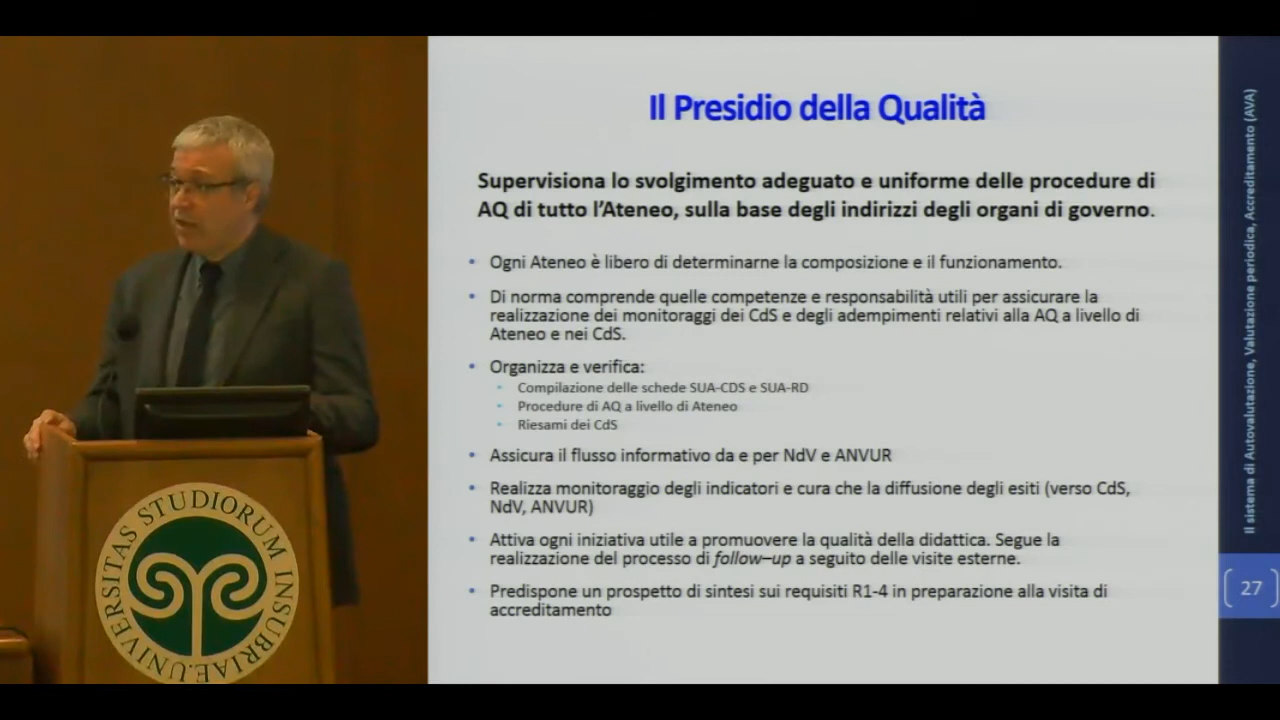 Il Presidio della Qualità
Supervisiona lo svolgimento adeguato e uniforme delle procedure di
AQ di tutto l'Ateneo, sulla base degli indirizzi degli organi di governo.
• Ogni Ateneo è libero di determinarne la composizione e il funzionamento.
• Di norma comprende quelle competenze e responsabilità utili per assicurare la
realizzazione dei monitoraggi dei CdS e degli adempimenti relativi alla AQ a livello di
Ateneo e nei CdS.
• Organizza e verifica:
• Compilazione delle schede SUA-CDS e SUA-RD
• Procedure di AQ a livello di Ateneo
• Riesami dei CdS
• Assicura il flusso informativo da e per NdV e ANVUR
• Realizza monitoraggio degli indicatori e cura che la diffusione degli esiti (verso CdS,
NdV, ANVUR)
• Attiva ogni iniziativa utile a promuovere la qualità della didattica. Segue la
realizzazione del processo di follow–up a seguito delle visite esterne.
• Predispone un prospetto di sintesi sui requisiti R1-4 in preparazione alla visita di
accreditamento
Il sistema di Autovalutazione, Valutazione periodica, Accreditamento (AVA)
27
UNIVERSITAS STUDIORUM INSUBRIAE